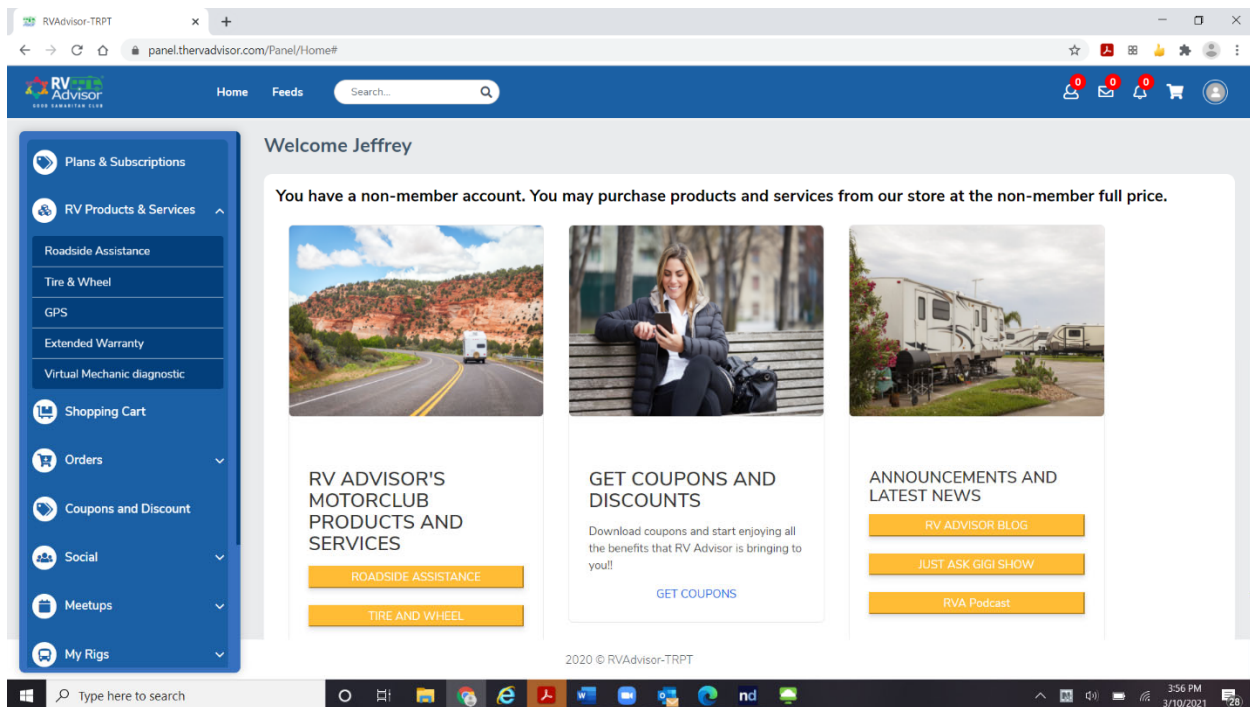 RVAdvisor-TRPT
panel.thervadvisor.com/Panel/Home#
RV
Advisor
GOOD SAMARITAN CLUB
Home
Feeds
Search...
0
0
0
Plans & Subscriptions
RV Products & Services
Roadside Assistance
Tire & Wheel
GPS
Extended Warranty
Virtual Mechanic diagnostic
Shopping Cart
Orders
Coupons and Discount
Social
Meetups
My Rigs
Welcome Jeffrey
You have a non-member account. You may purchase products and services from our store at the non-member full price.
RV ADVISOR'S
MOTORCLUB
PRODUCTS AND
SERVICES
ROADSIDE ASSISTANCE
TIRE AND WHEEL
GET COUPONS AND
DISCOUNTS
Download coupons and start enjoying all
the benefits that RV Advisor is bringing to
you!!
GET COUPONS
ANNOUNCEMENTS AND
LATEST NEWS
RV ADVISOR BLOG
JUST ASK GIGI SHOW
RVA Podcast
2020 © RVAdvisor-TRPT
Type here to search
nd
3:56 PM
3/10/2021
28